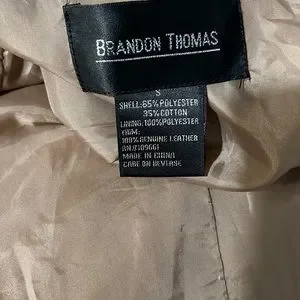 BRANDON THOMAS
S
SHELL:65%POLYESTER
35%COTTON
LINING:100%POLYESTER
TRIM:
100%GENUINE LEATHER
MADE IN CHINA
CARE ON REVERSE